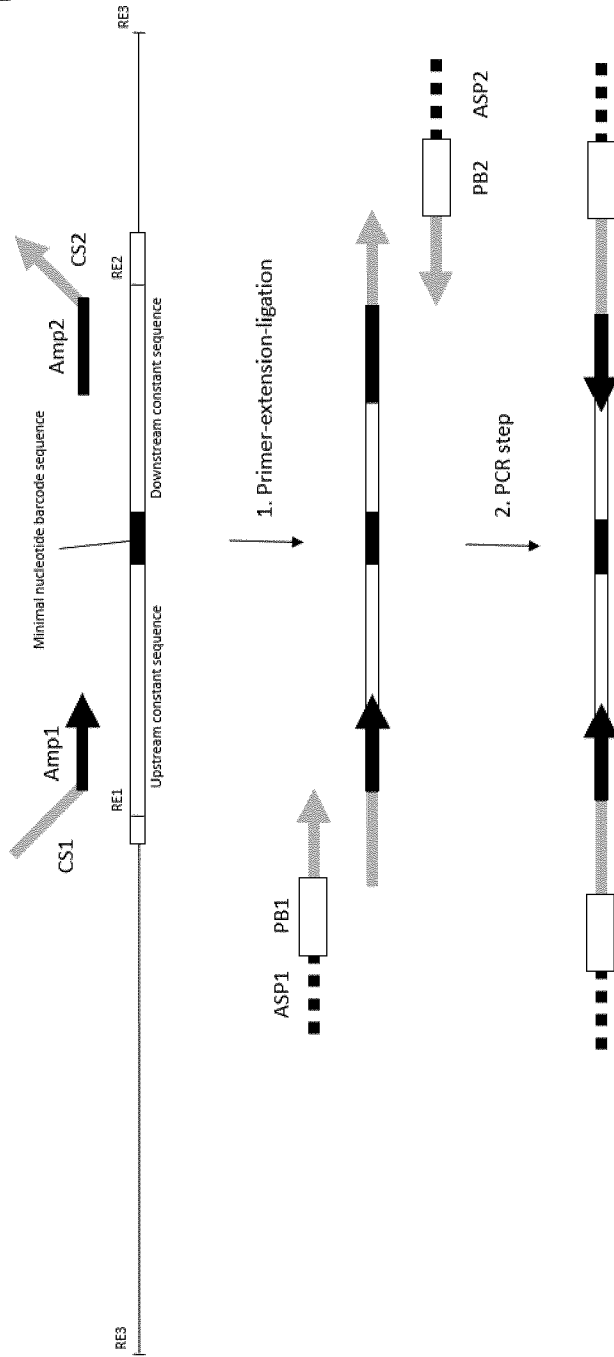 CS1
Amp1
Minimal nucleotide barcode sequence
Amp2
CS2
RE3
RE1
RE2
RE3
Upstream constant sequence
Downstream constant sequence
1. Primer-extension-ligation
ASP1
PB1
PB2
ASP2
2. PCR step